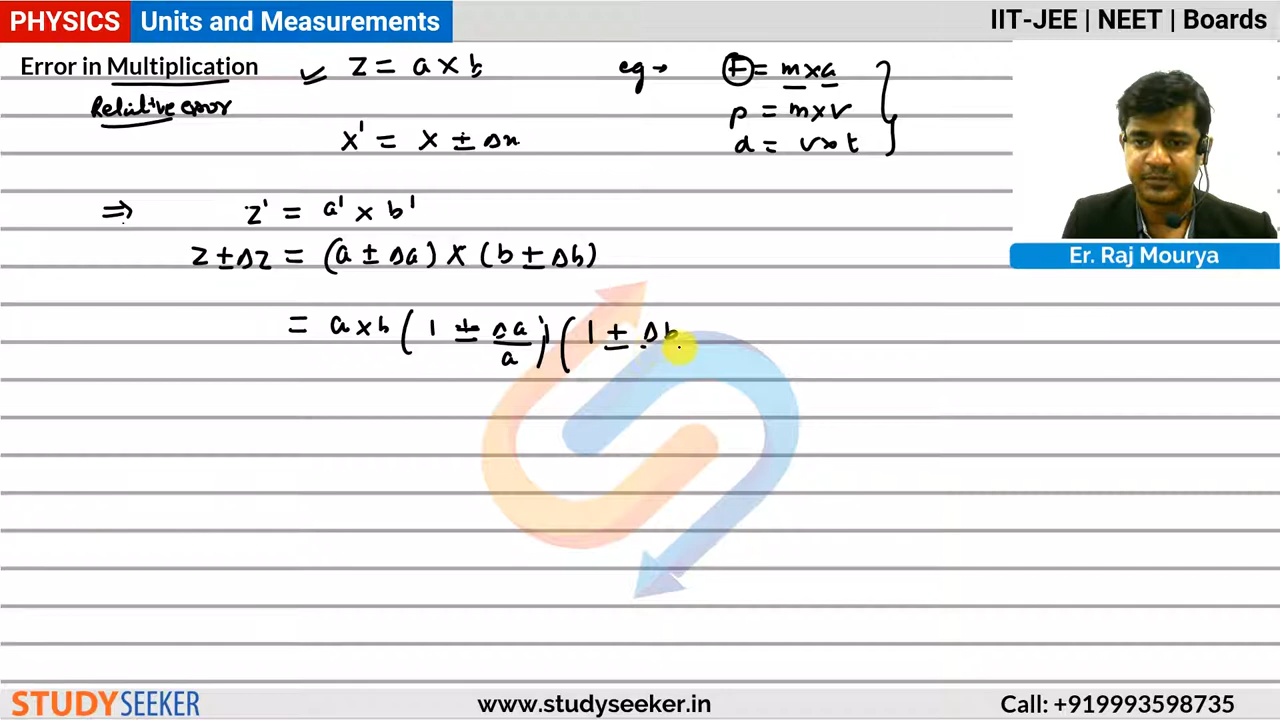 PHYSICS Units and Measurements
IIT-JEE | NEET | Boards
Error in Multiplication ✓ Z = a × b eg → F = m × a
Relative error p = m × v
x' = x ± Δx d = v × t
⇒ z' = a' × b'
z ± Δz = (a ± Δa) × (b ± Δb)
Er. Raj Mourya
= a × b (1 ± Δa/a) (1 ± Δb
STUDYSEEKER www.studyseeker.in Call: +919993598735